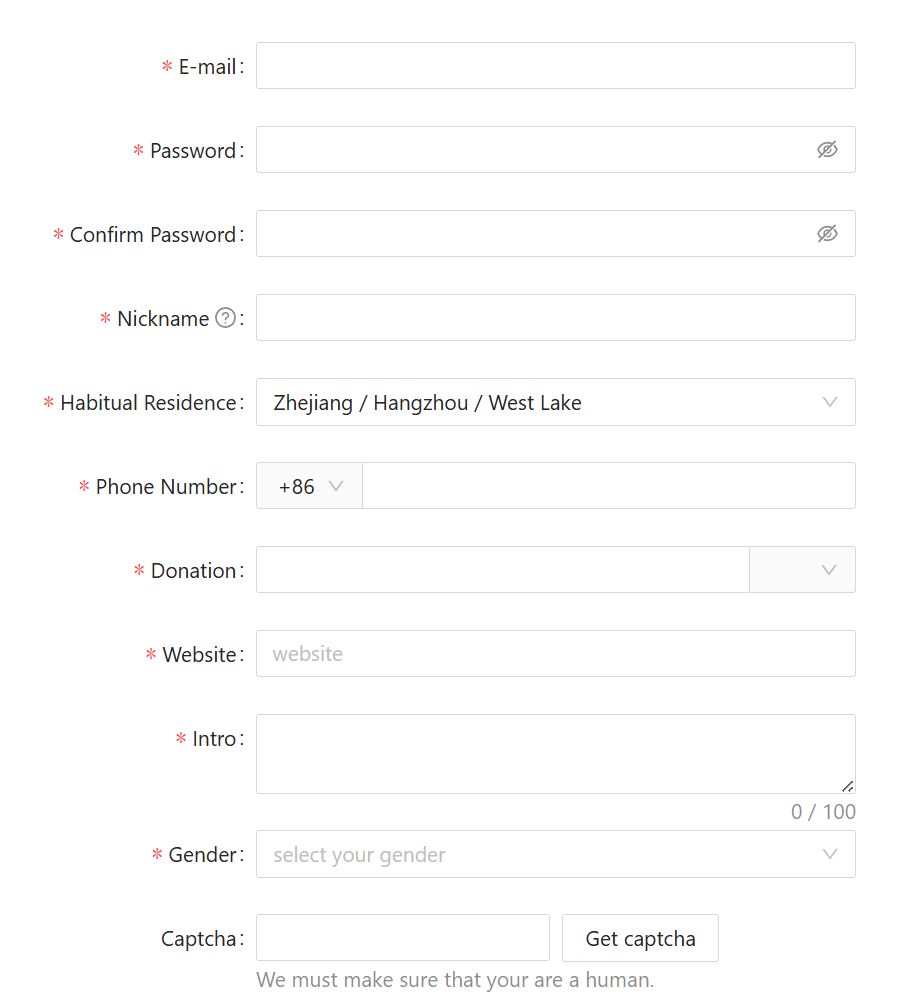 * E-mail:
* Password:
* Confirm Password:
* Nickname ? :
* Habitual Residence: Zhejiang / Hangzhou / West Lake
* Phone Number: +86
* Donation:
* Website: website
* Intro:
0 / 100
* Gender: select your gender
Captcha: Get captcha
We must make sure that your are a human.